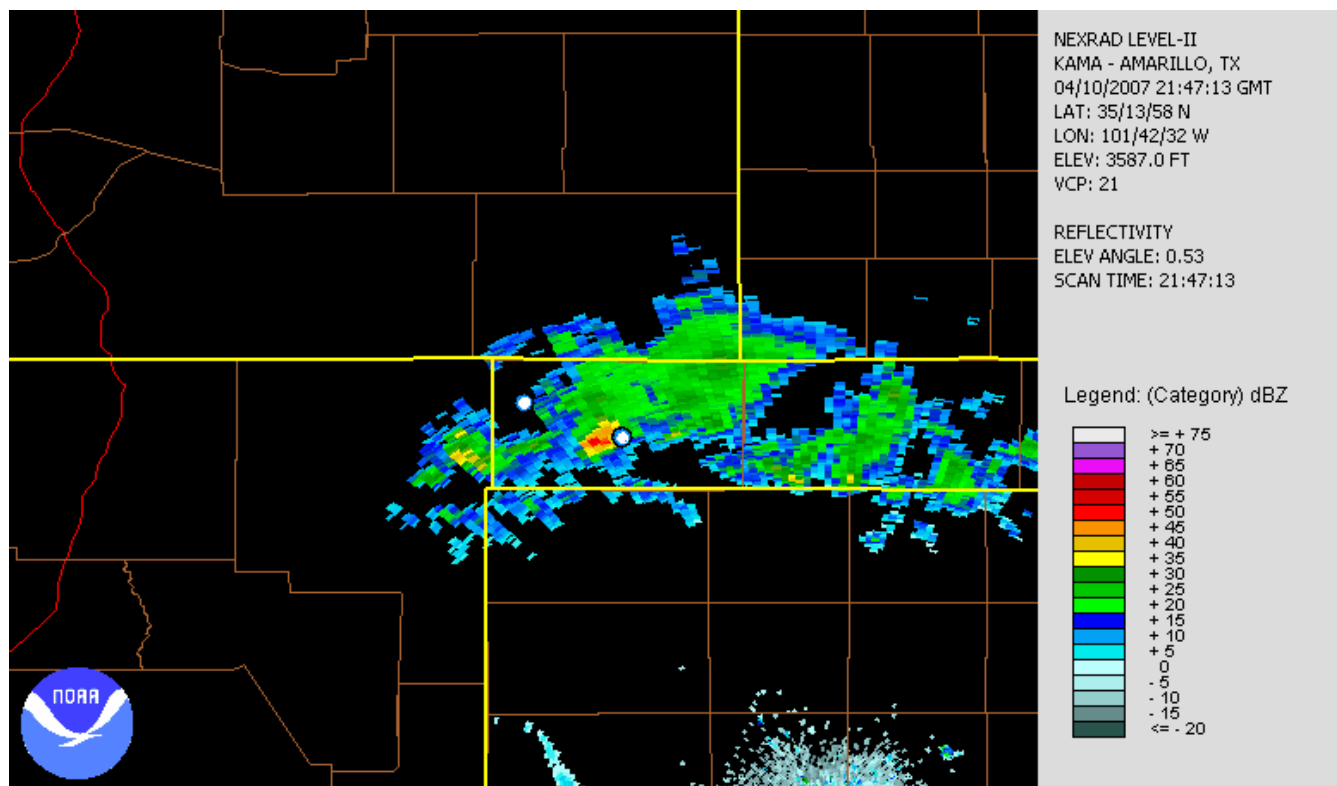 NEXRAD LEVEL-II
KAMA - AMARILLO, TX
04/10/2007 21:47:13 GMT
LAT: 35/13/58 N
LON: 101/42/32 W
ELEV: 3587.0 FT
VCP: 21
REFLECTIVITY
ELEV ANGLE: 0.53
SCAN TIME: 21:47:13
Legend: (Category) dBZ
>= + 75
+ 70
+ 65
+ 60
+ 55
+ 50
+ 45
+ 40
+ 35
+ 30
+ 25
+ 20
+ 15
+ 10
+ 5
0
- 5
- 10
- 15
<= - 20
NOAA